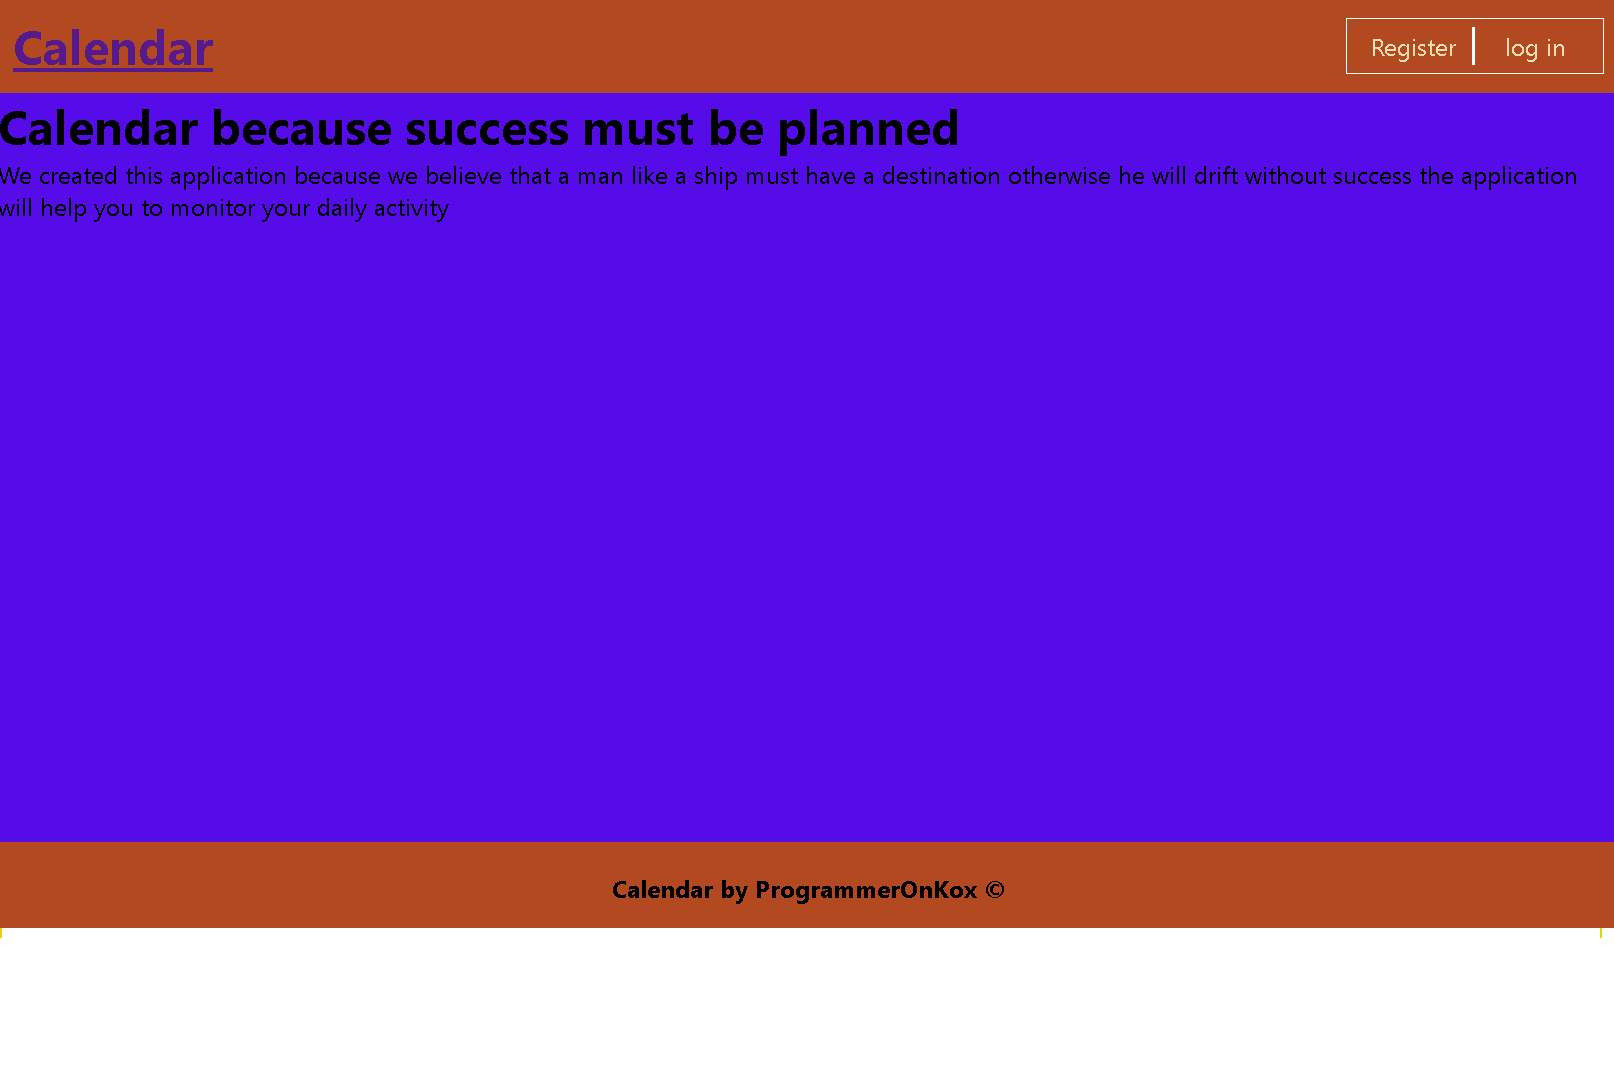 Calendar
Register
log in
Calendar because success must be planned
We created this application because we believe that a man like a ship must have a destination otherwise he will drift without success the application
will help you to monitor your daily activity
Calendar by ProgrammerOnKox ©